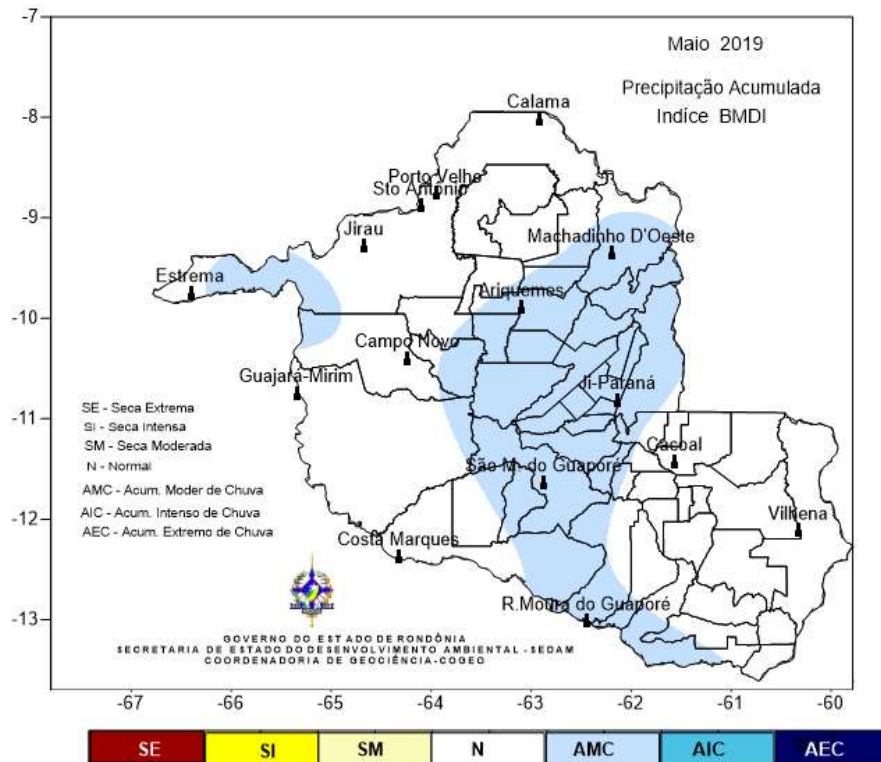 -7
Maio 2019
Precipitação Acumulada
Indíce BMDI
-8
Calama
Porto Velho
Sto Antônio
-9
Jirau
Machadinho D'Oeste
Estrema
Ariquemes
-10
Campo Novo
Guajará-Mirim
Ji-Paraná
SE - Seca Extrema
-11
SI - Seca Intensa
SM - Seca Moderada
Cacoal
N - Normal
São M. do Guaporé
AMC - Acum. Moder de Chuva
AIC - Acum. Intenso de Chuva
-12
Vilhena
AEC - Acum. Extremo de Chuva
Costa Marques
R.Moura do Guaporé
-13
GOVERNO DO ESTADO DE RONDÔNIA
SECRETARIA DE ESTADO DO DESENVOLVIMENTO AMBIENTAL - SEDAM
COORDENADORIA DE GEOCIÊNCIA-COGEO
-67 -66 -65 -64 -63 -62 -61 -60
SE SI SM N AMC AIC AEC